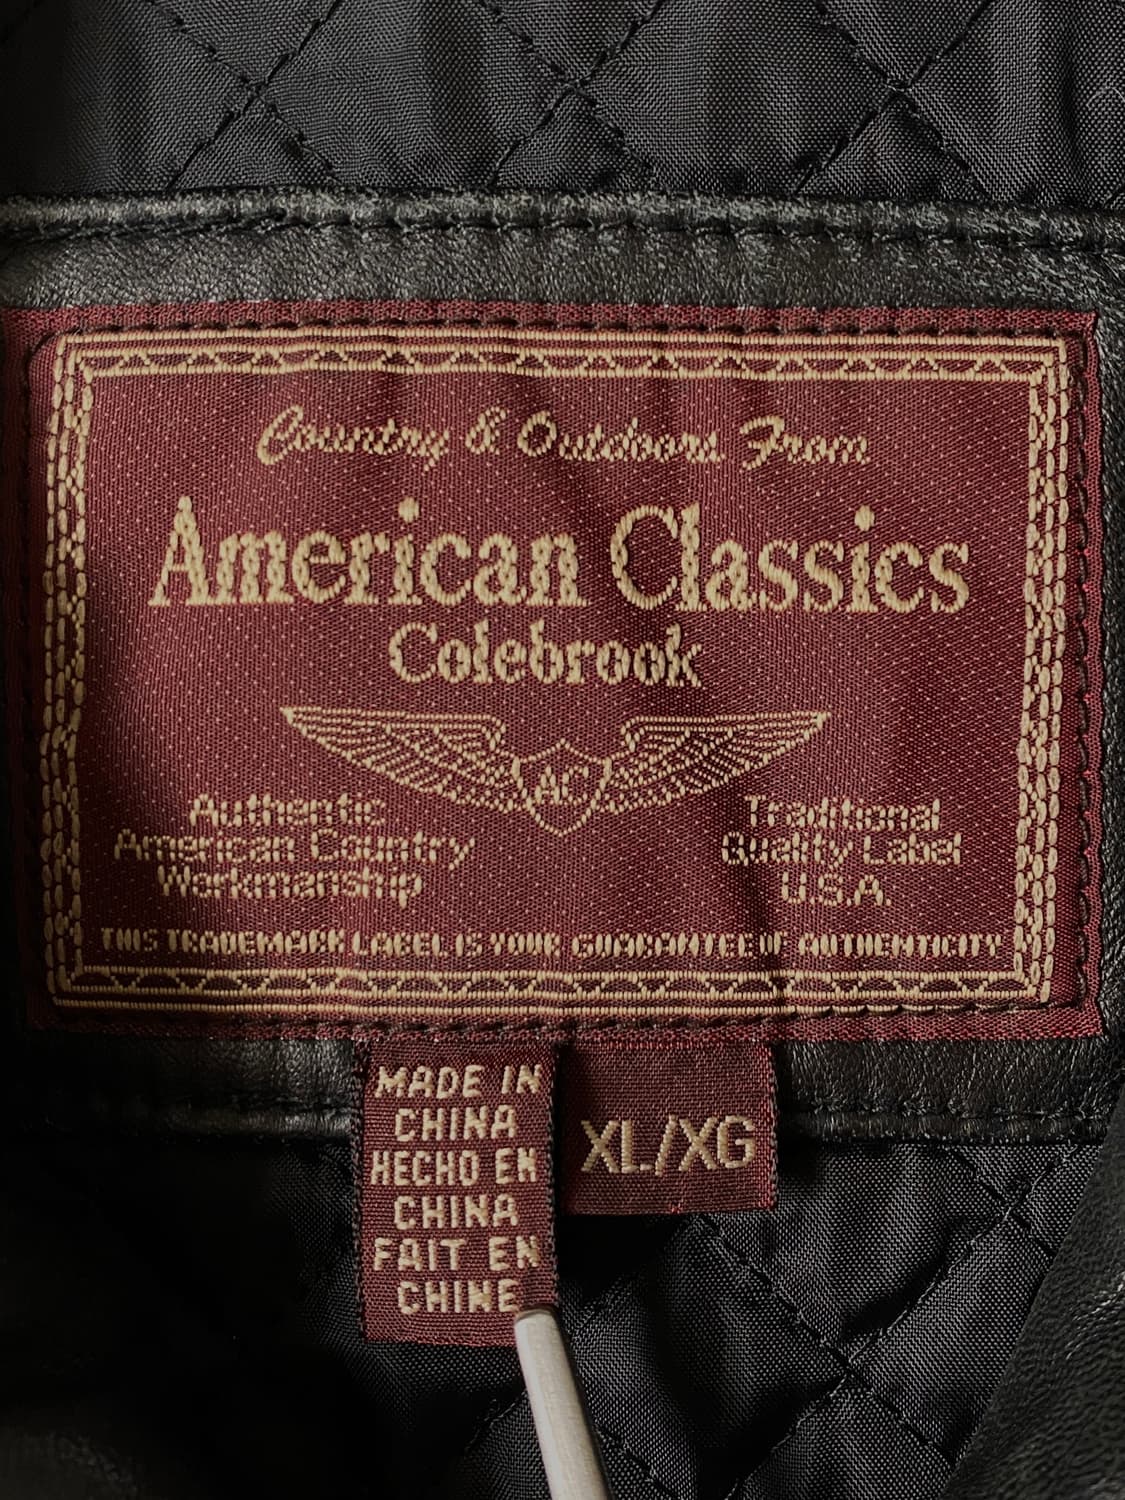 Country & Outdoors From
American Classics
Colebrook
AC
Authentic
American Country
Workmanship
Traditional
Quality Label
U.S.A.
THIS TRADEMARK LABEL IS YOUR GUARANTEE OF AUTHENTICITY
MADE IN
CHINA
HECHO EN
CHINA
FAIT EN
CHINE
XL/XG